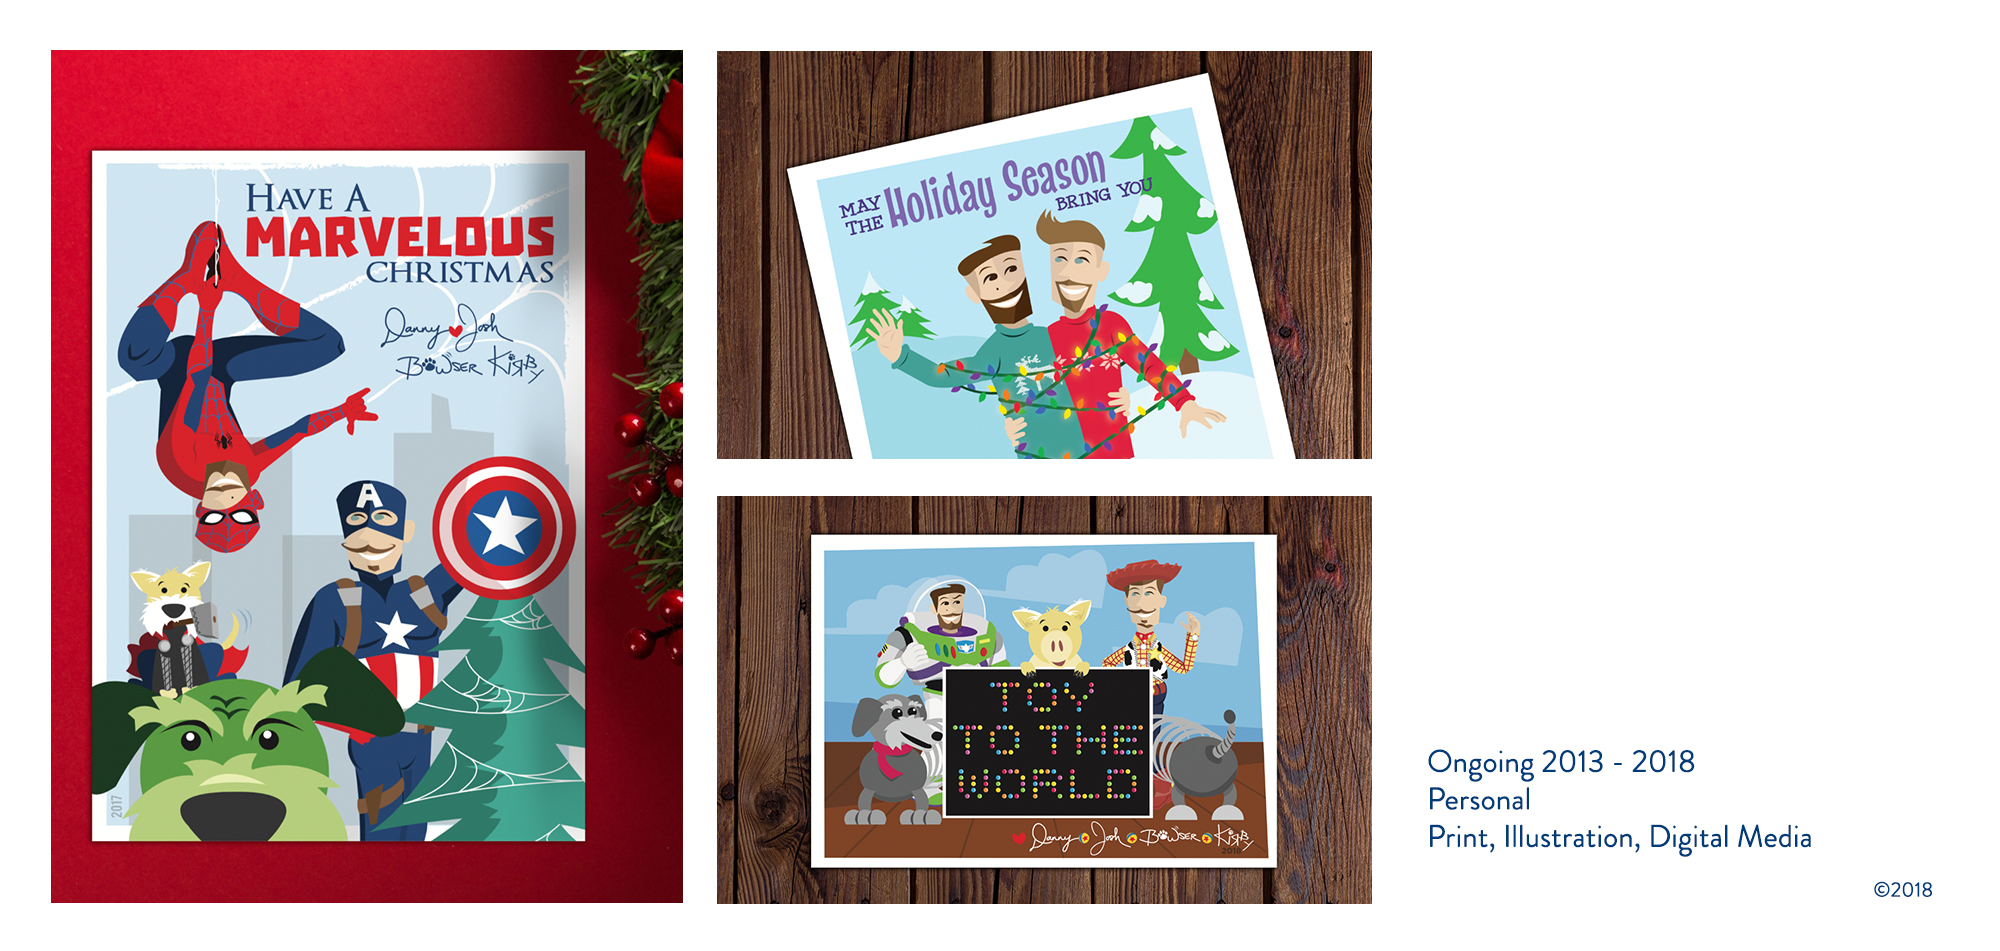 HAVE A
MARVELOUS
CHRISTMAS
Danny Josh
BOWSER KIRBY
A
2017
MAY THE Holiday Season
BRING YOU
TOY
TO THE
WORLD
Danny Josh BOWSER KIRBY
2018
Ongoing 2013 - 2018
Personal
Print, Illustration, Digital Media
©2018